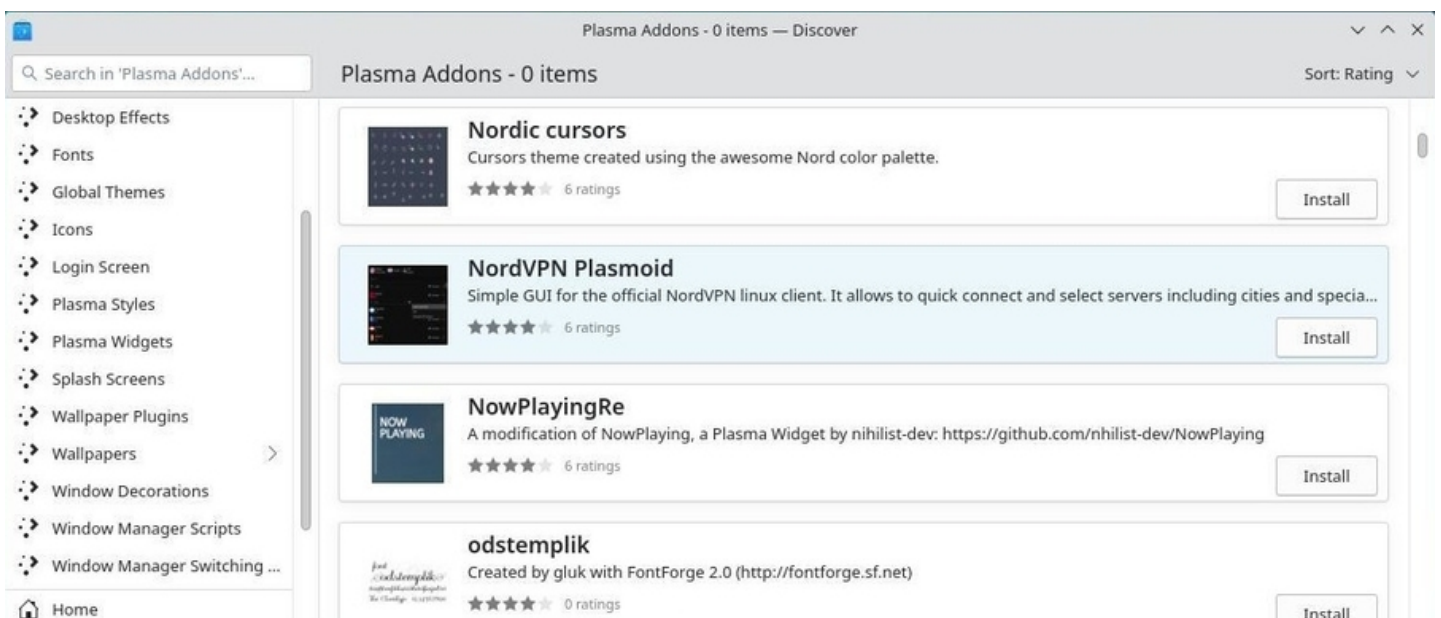 Plasma Addons - 0 items — Discover
Search in 'Plasma Addons'...
Plasma Addons - 0 items
Sort: Rating
Desktop Effects
Fonts
Global Themes
Icons
Login Screen
Plasma Styles
Plasma Widgets
Splash Screens
Wallpaper Plugins
Wallpapers
Window Decorations
Window Manager Scripts
Window Manager Switching ...
Home
Nordic cursors
Cursors theme created using the awesome Nord color palette.
6 ratings
Install
NordVPN Plasmoid
Simple GUI for the official NordVPN linux client. It allows to quick connect and select servers including cities and specia...
6 ratings
Install
NOW
PLAYING
NowPlayingRe
A modification of NowPlaying, a Plasma Widget by nihilist-dev: https://github.com/nhilist-dev/NowPlaying
6 ratings
Install
font
odstemplik
odstemplik
Created by gluk with FontForge 2.0 (http://fontforge.sf.net)
0 ratings
Install